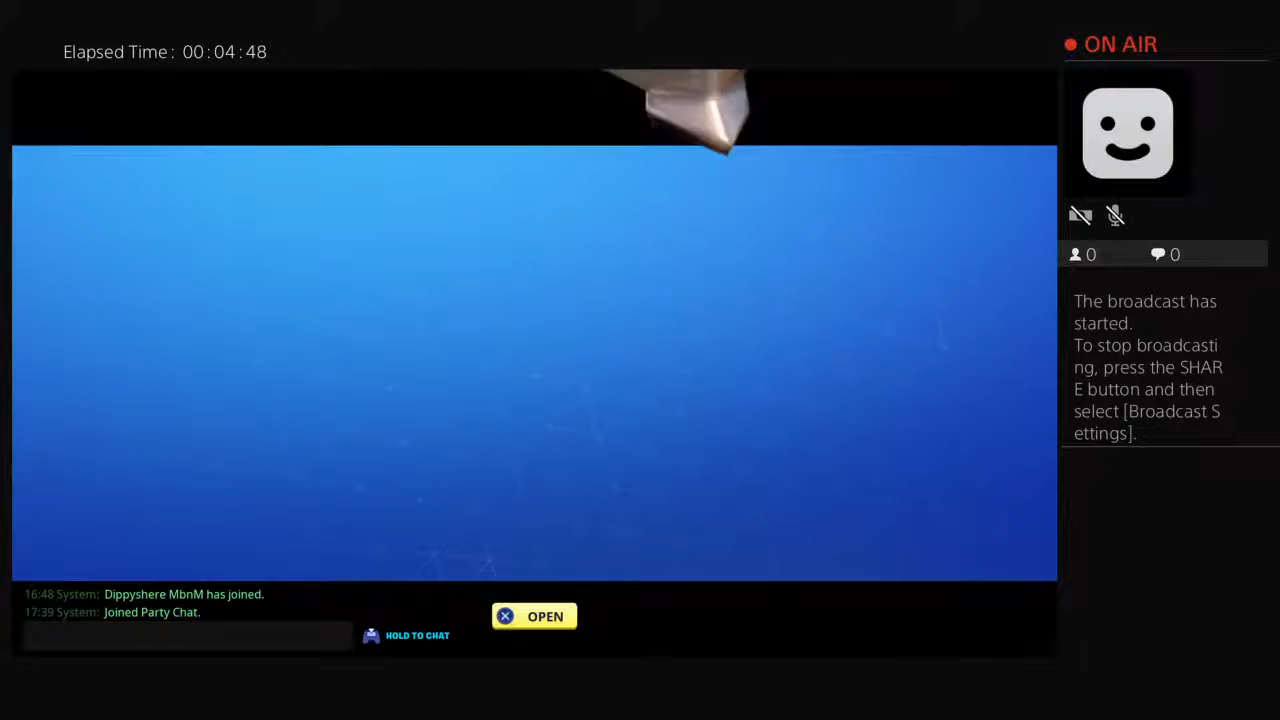 Elapsed Time: 00:04:48
ON AIR
0 0
The broadcast has
started.
To stop broadcasti
ng, press the SHAR
E button and then
select [Broadcast S
ettings].
16:48 System: Dippyshere MbnM has joined.
17:39 System: Joined Party Chat.
HOLD TO CHAT
OPEN